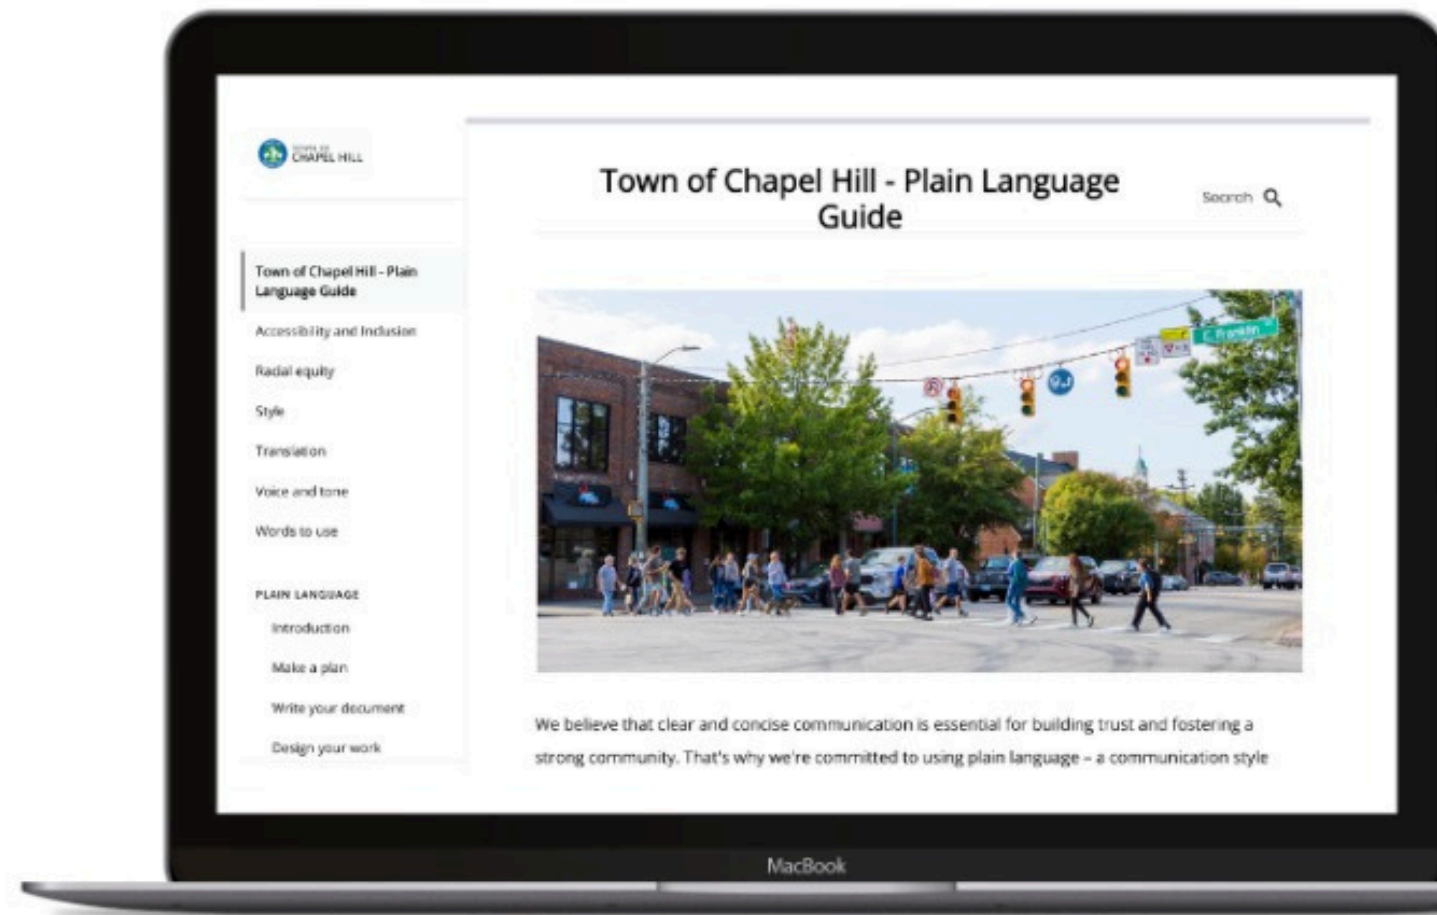 TOWN OF
CHAPEL HILL
Town of Chapel Hill - Plain Language
Guide
Search
Town of Chapel Hill - Plain
Language Guide
Accessibility and Inclusion
Racial equity
Style
Translation
Voice and tone
Words to use
PLAIN LANGUAGE
Introduction
Make a plan
Write your document
Design your work
E. Franklin
We believe that clear and concise communication is essential for building trust and fostering a
strong community. That's why we're committed to using plain language – a communication style
MacBook